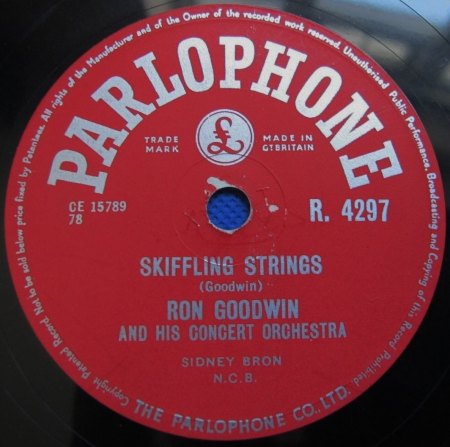 All rights of the Manufacturer and of the Owner of the recorded work reserved. Unauthorised Public Performance, Broadcasting and Copying of this Record Prohibited.
PARLOPHONE
TRADE MARK
£
MADE IN GT BRITAIN
CE 15789
78
R. 4297
SKIFFLING STRINGS
(Goodwin)
RON GOODWIN
AND HIS CONCERT ORCHESTRA
SIDNEY BRON
N.C.B.
Patented Record. Not to be sold below price fixed by Patentees.
Copyright
THE PARLOPHONE CO., LTD.